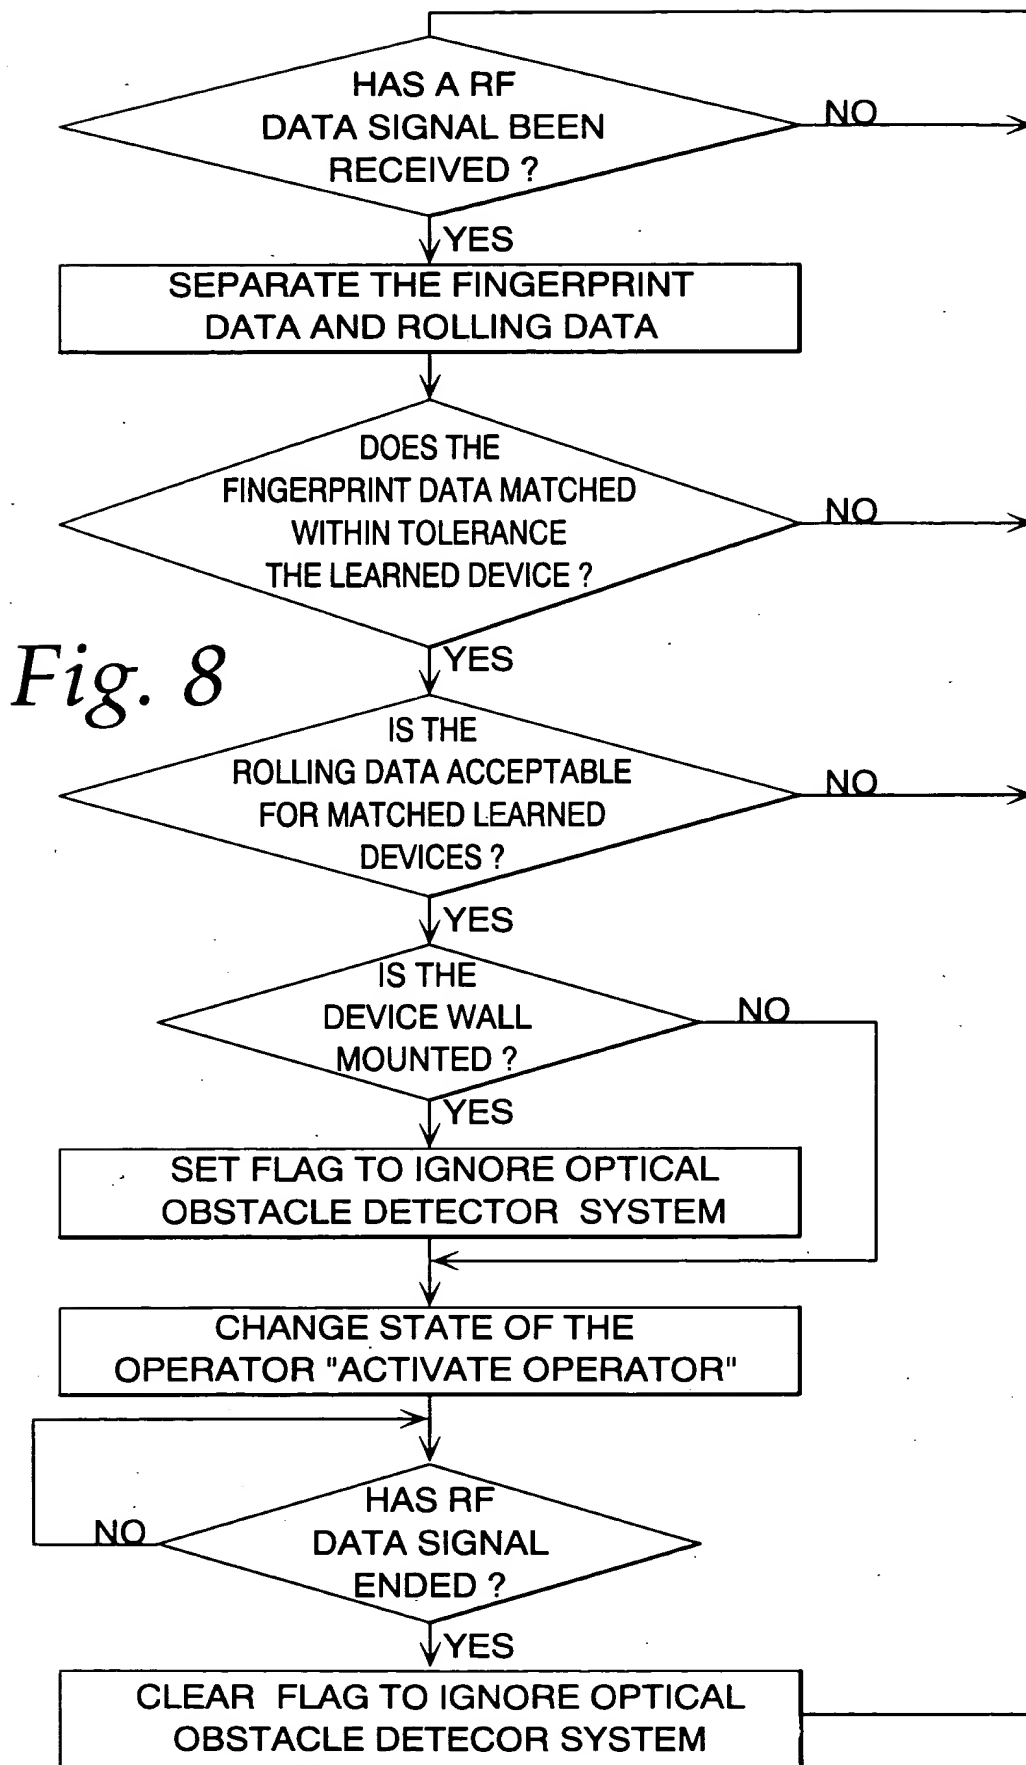 HAS A RF
DATA SIGNAL BEEN
RECEIVED ?
NO
YES
SEPARATE THE FINGERPRINT
DATA AND ROLLING DATA
DOES THE
FINGERPRINT DATA MATCHED
WITHIN TOLERANCE
THE LEARNED DEVICE ?
NO
YES
Fig. 8
IS THE
ROLLING DATA ACCEPTABLE
FOR MATCHED LEARNED
DEVICES ?
NO
YES
IS THE
DEVICE WALL
MOUNTED ?
NO
YES
SET FLAG TO IGNORE OPTICAL
OBSTACLE DETECTOR SYSTEM
CHANGE STATE OF THE
OPERATOR "ACTIVATE OPERATOR"
HAS RF
DATA SIGNAL
ENDED ?
NO
YES
CLEAR FLAG TO IGNORE OPTICAL
OBSTACLE DETECOR SYSTEM